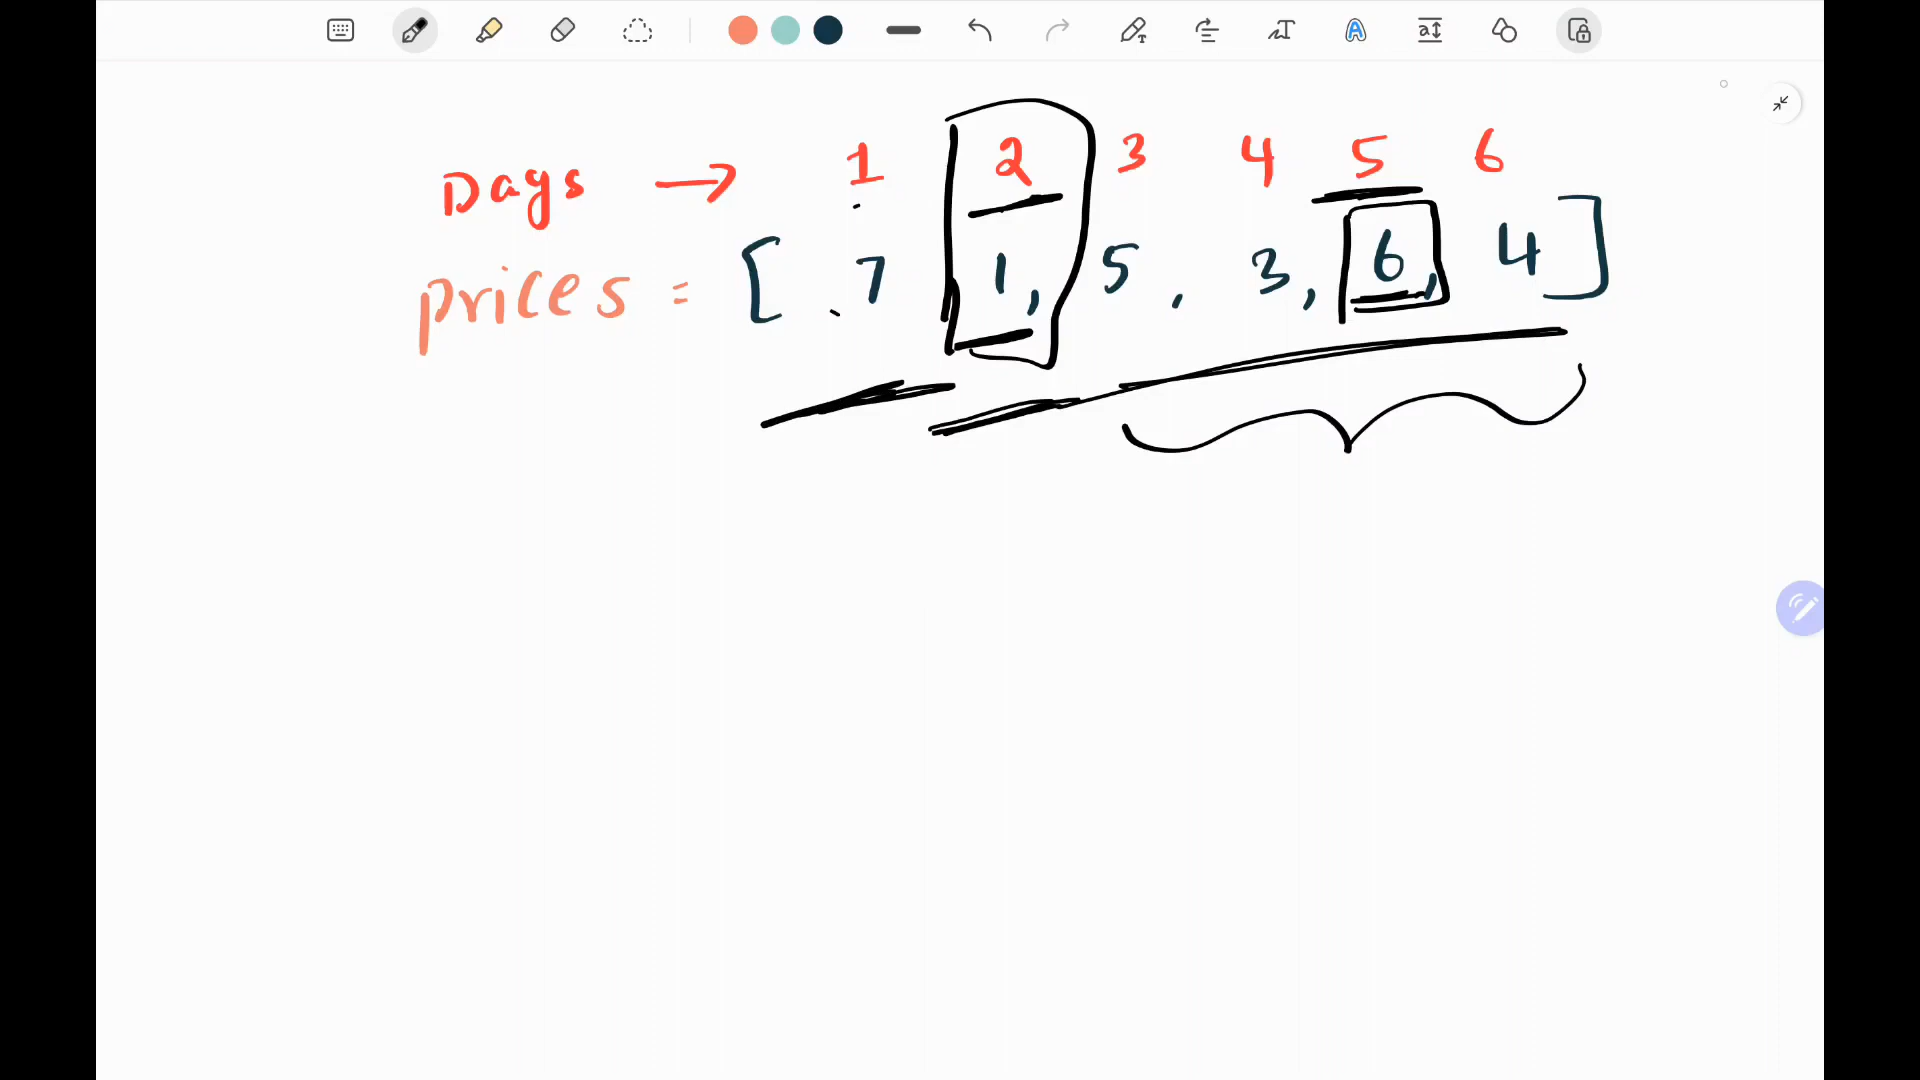 Days → 1 2 3 4 5 6
prices = [ 7 1, 5, 3, 6, 4 ]